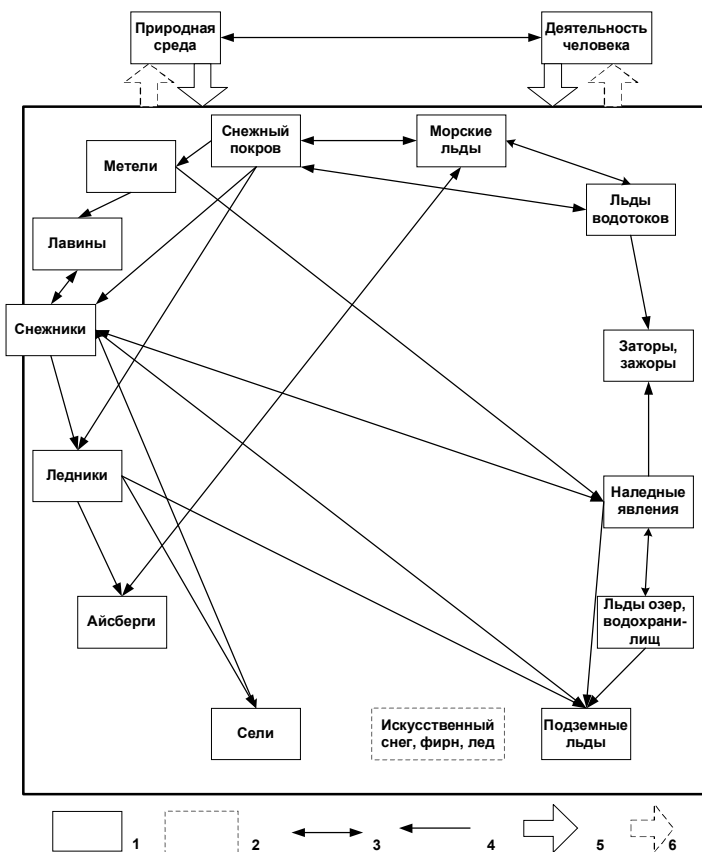 Природная
среда
Деятельность
человека
Снежный
покров
Морские
льды
Метели
Льды
водотоков
Лавины
Снежники
Заторы,
зажоры
Ледники
Наледные
явления
Айсберги
Льды озер,
водохрани-
лищ
Сели
Искусственный
снег, фирн, лед
Подземные
льды
1
2
3
4
5
6